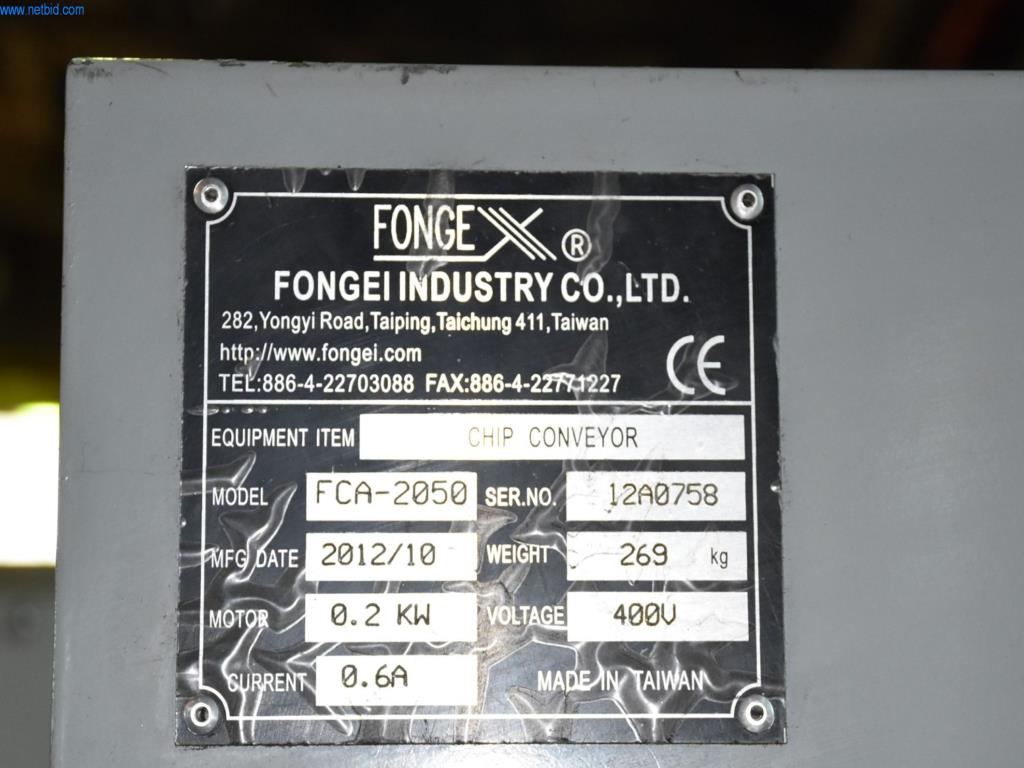 www.netbid.com
FONGEX®
FONGEI INDUSTRY CO.,LTD.
282,Yongyi Road,Taiping,Taichung 411,Taiwan
http://www.fongei.com
TEL:886-4-22703088 FAX:886-4-22771227
CE
EQUIPMENT ITEM CHIP CONVEYOR
MODEL FCA-2050 SER.NO. 12A0758
MFG DATE 2012/10 WEIGHT 269 kg
MOTOR 0.2 KW VOLTAGE 400V
CURRENT 0.6A MADE IN TAIWAN